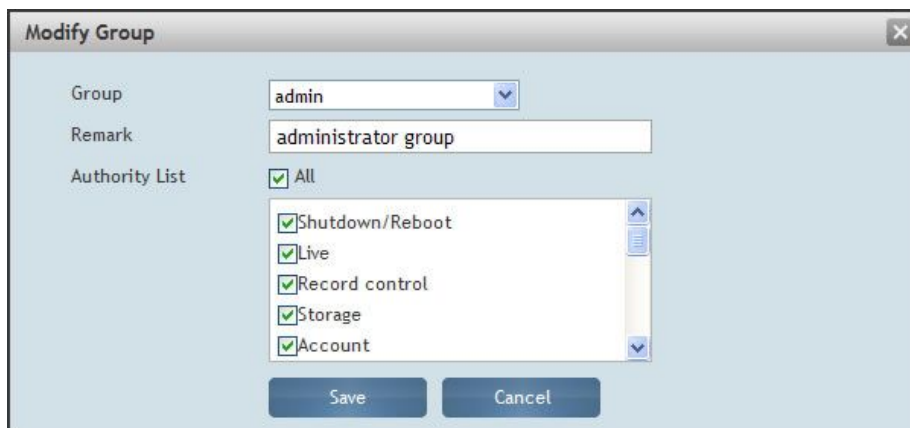 Modify Group
Group admin
Remark administrator group
Authority List All
Shutdown/Reboot
Live
Record control
Storage
Account
Save Cancel